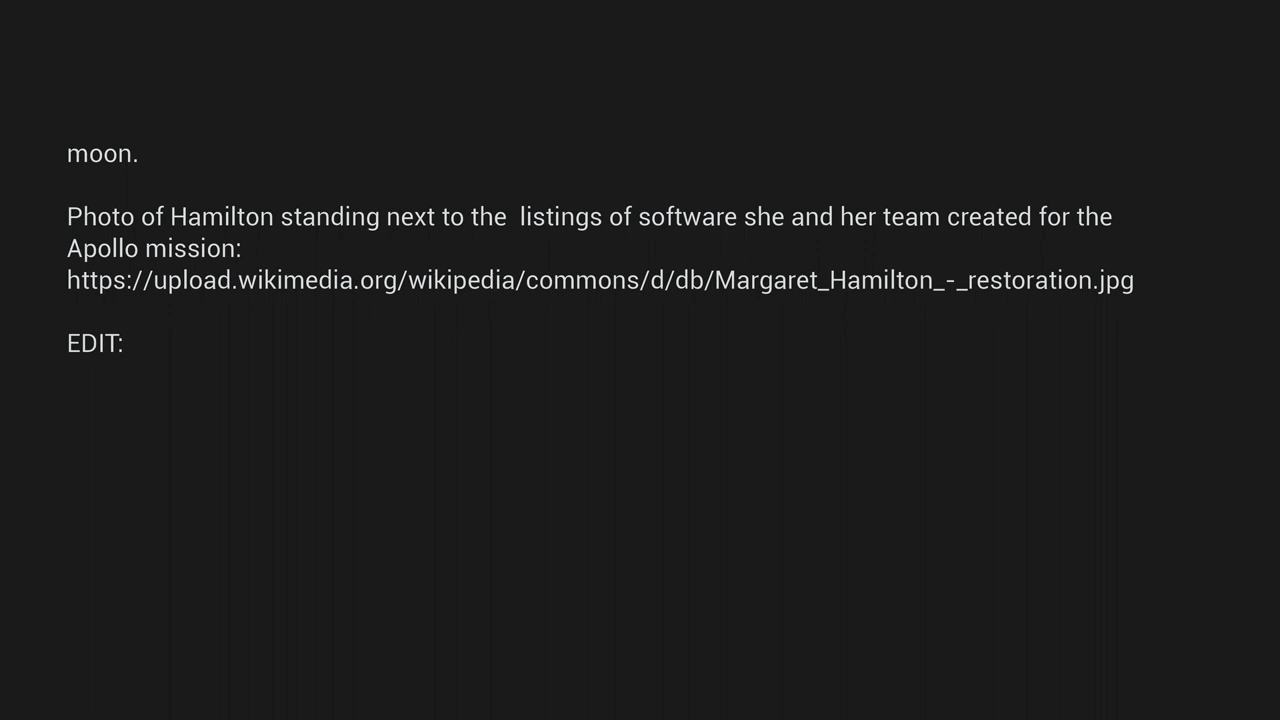 moon.
Photo of Hamilton standing next to the  listings of software she and her team created for the
Apollo mission:
https://upload.wikimedia.org/wikipedia/commons/d/db/Margaret_Hamilton_-_restoration.jpg
EDIT: